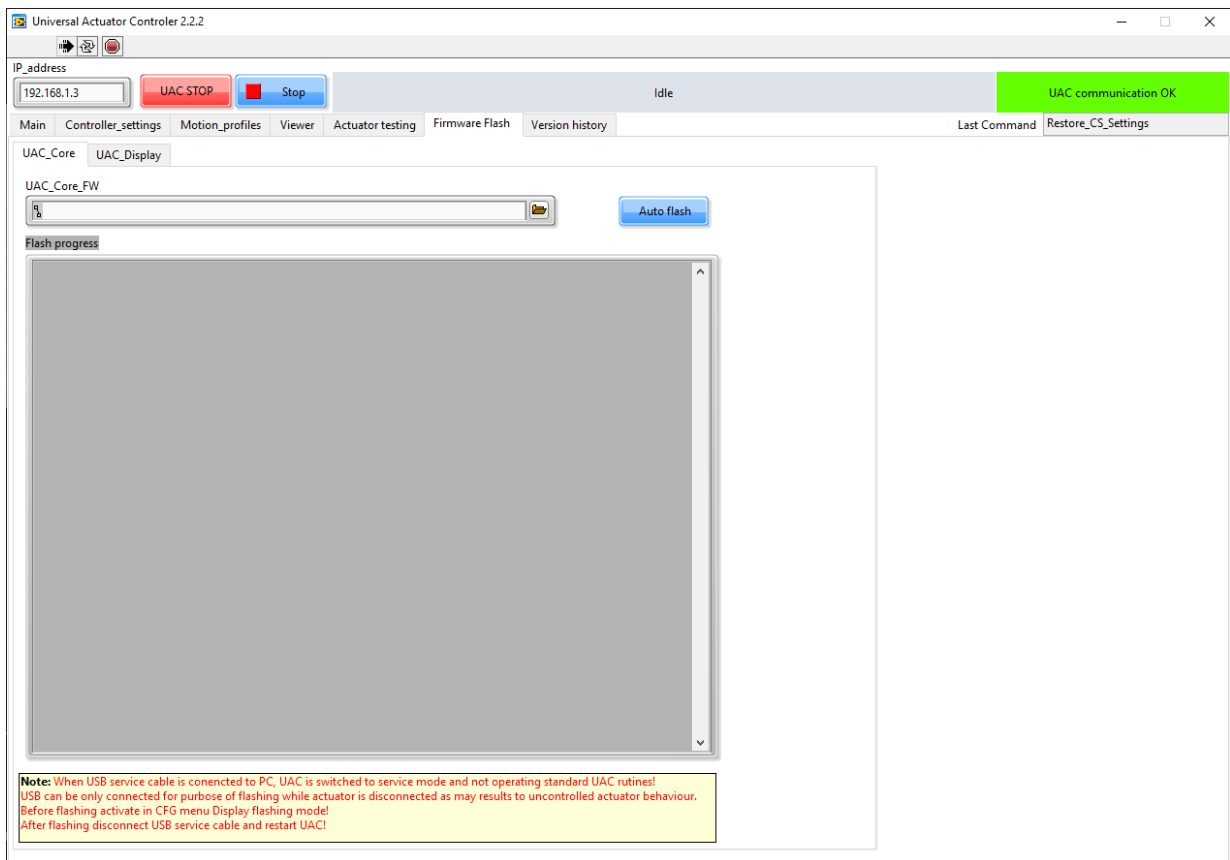 Universal Actuator Controler 2.2.2
IP_address
192.168.1.3 UAC STOP Stop Idle UAC communication OK
Main Controller_settings Motion_profiles Viewer Actuator testing Firmware Flash Version history Last Command Restore_CS_Settings
UAC_Core UAC_Display
UAC_Core_FW
Auto flash
Flash progress
Note: When USB service cable is conencted to PC, UAC is switched to service mode and not operating standard UAC rutines!
USB can be only connected for purbose of flashing while actuator is disconnected as may results to uncontrolled actuator behaviour.
Before flashing activate in CFG menu Display flashing mode!
After flashing disconnect USB service cable and restart UAC!